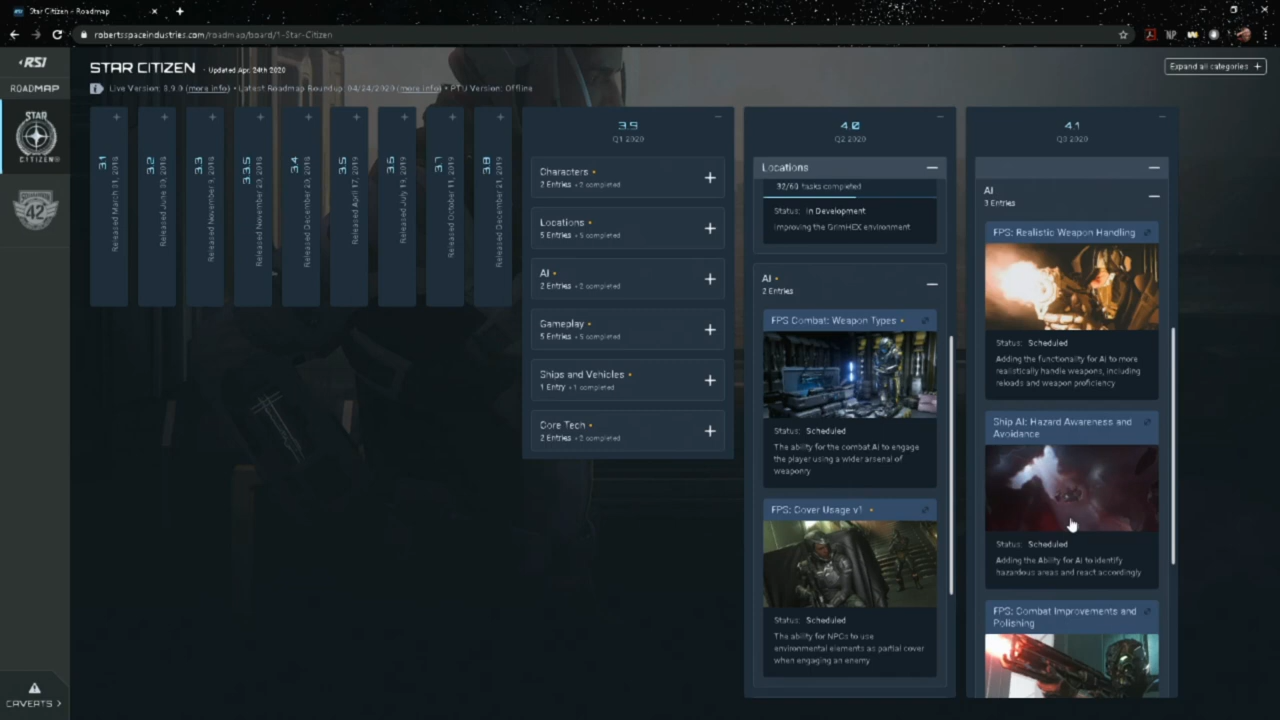 Star Citizen - Roadmap
robertsspaceindustries.com/roadmap/board/1-Star-Citizen
RSI
ROADMAP
STAR CITIZEN
42
CAVEATS >
STAR CITIZEN • Updated Apr. 24th 2020
Live Version: 3.9.0 (more info) • Latest Roadmap Roundup: 04/24/2020 (more info) • PTU Version: Offline
Expand all categories +
3.1
Released March 31, 2018
3.2
Released June 30, 2018
3.3
Released November 9, 2018
3.3.5
Released November 23, 2018
3.4
Released December 20, 2018
3.5
Released April 17, 2019
3.6
Released July 19, 2019
3.7
Released October 11, 2019
3.8
Released December 21, 2019
3.9
Q1 2020
Characters •
2 Entries • 2 completed
Locations •
5 Entries • 5 completed
AI •
2 Entries • 2 completed
Gameplay •
5 Entries • 5 completed
Ships and Vehicles •
1 Entry • 1 completed
Core Tech •
2 Entries • 2 completed
4.0
Q2 2020
Locations
32/60 tasks completed
Status: In Development
Improving the GrimHEX environment
AI •
2 Entries
FPS Combat: Weapon Types •
Status: Scheduled
The ability for the combat AI to engage
the player using a wider arsenal of
weaponry
FPS: Cover Usage v1 •
Status: Scheduled
The ability for NPCs to use
environmental elements as partial cover
when engaging an enemy
4.1
Q3 2020
AI
3 Entries
FPS: Realistic Weapon Handling
Status: Scheduled
Adding the functionality for AI to more
realistically handle weapons, including
reloads and weapon proficiency
Ship AI: Hazard Awareness and
Avoidance
Status: Scheduled
Adding the Ability for AI to identify
hazardous areas and react accordingly
FPS: Combat Improvements and
Polishing